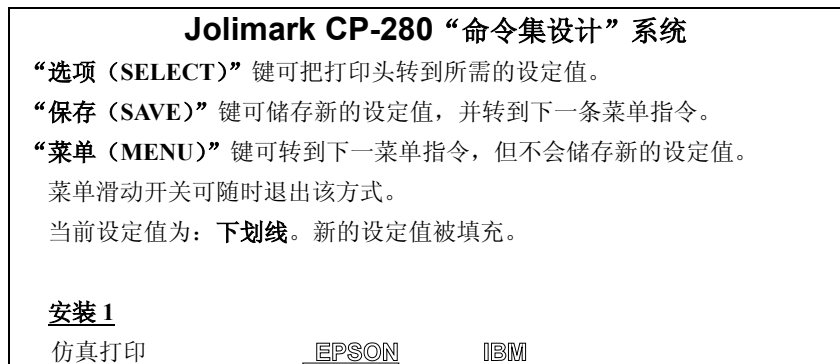 Jolimark CP-280“命令集设计”系统
“选项（SELECT）”键可把打印头转到所需的设定值。
“保存（SAVE）”键可储存新的设定值，并转到下一条菜单指令。
“菜单（MENU）”键可转到下一菜单指令，但不会储存新的设定值。
菜单滑动开关可随时退出该方式。
当前设定值为：下划线。新的设定值被填充。
安装 1
仿真打印 EPSON IBM